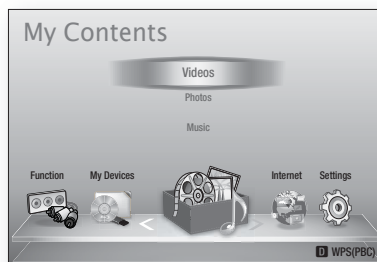 My Contents
Videos
Photos
Music
Function My Devices Internet Settings
D WPS(PBC)